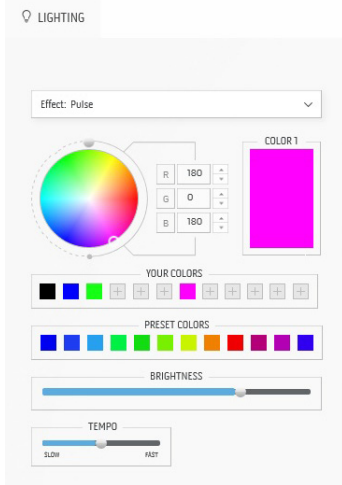 LIGHTING
Effect: Pulse
COLOR 1
R 180
G 0
B 180
YOUR COLORS
PRESET COLORS
BRIGHTNESS
TEMPO
SLOW FAST